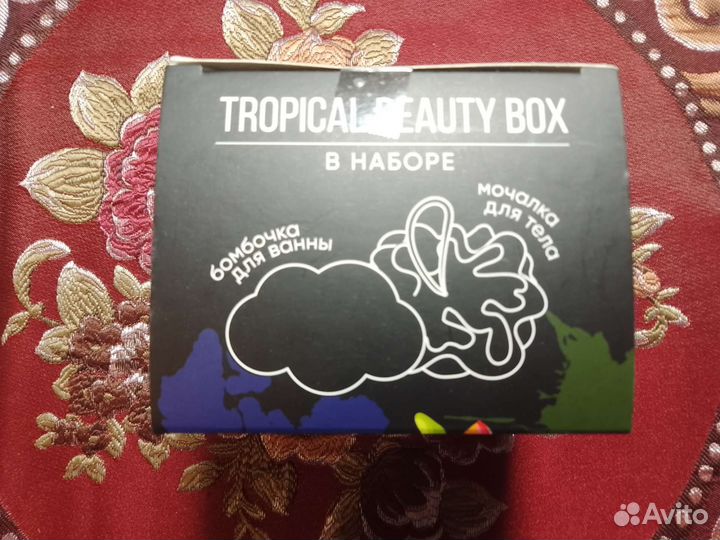 TROPICAL BEAUTY BOX
В НАБОРЕ
бомбочка
для ванны
мочалка
для тела
Avito